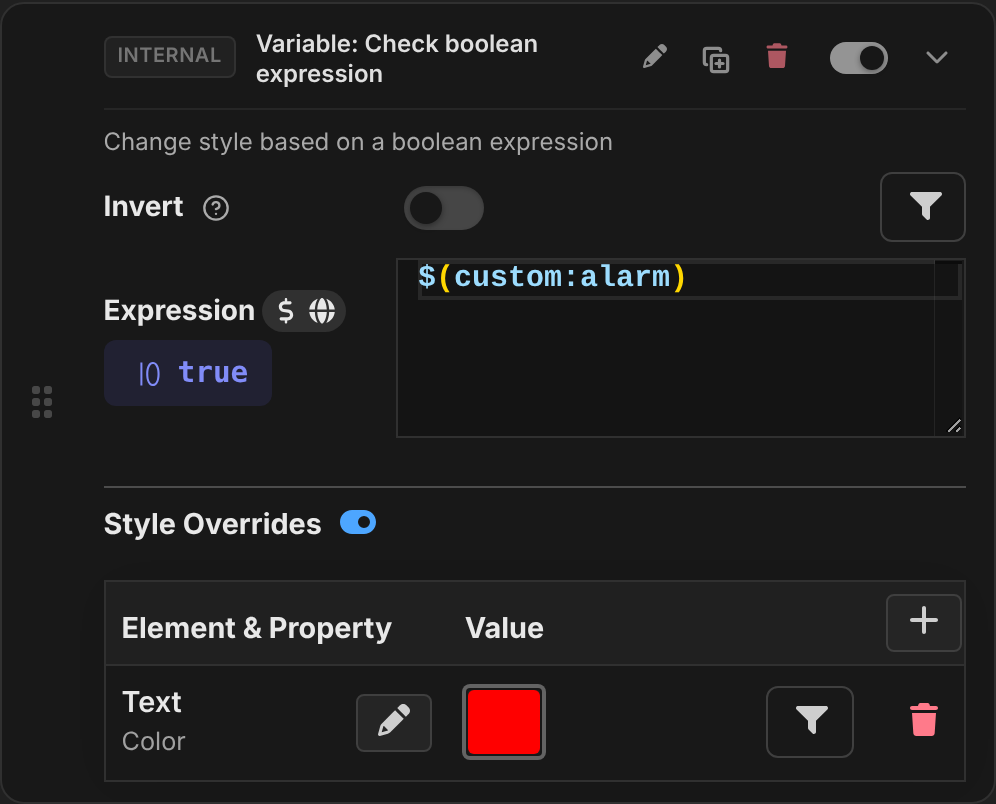 INTERNAL
Variable: Check boolean
expression
Change style based on a boolean expression
Invert ?
$(custom:alarm)
Expression $
true
Style Overrides
Element & Property Value
Text
Color